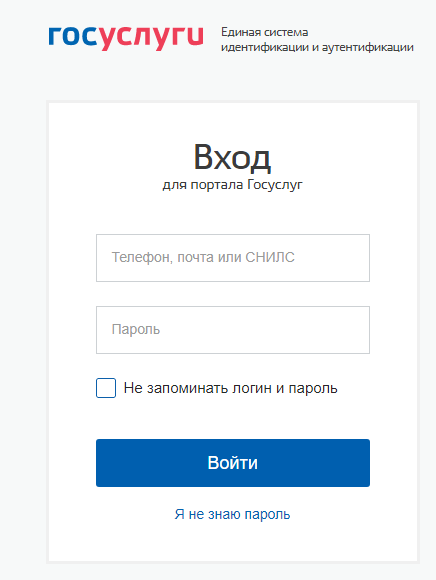 госуслуги
Единая система
идентификации и аутентификации
Вход
для портала Госуслуг
Телефон, почта или СНИЛС
Пароль
Не запоминать логин и пароль
Войти
Я не знаю пароль